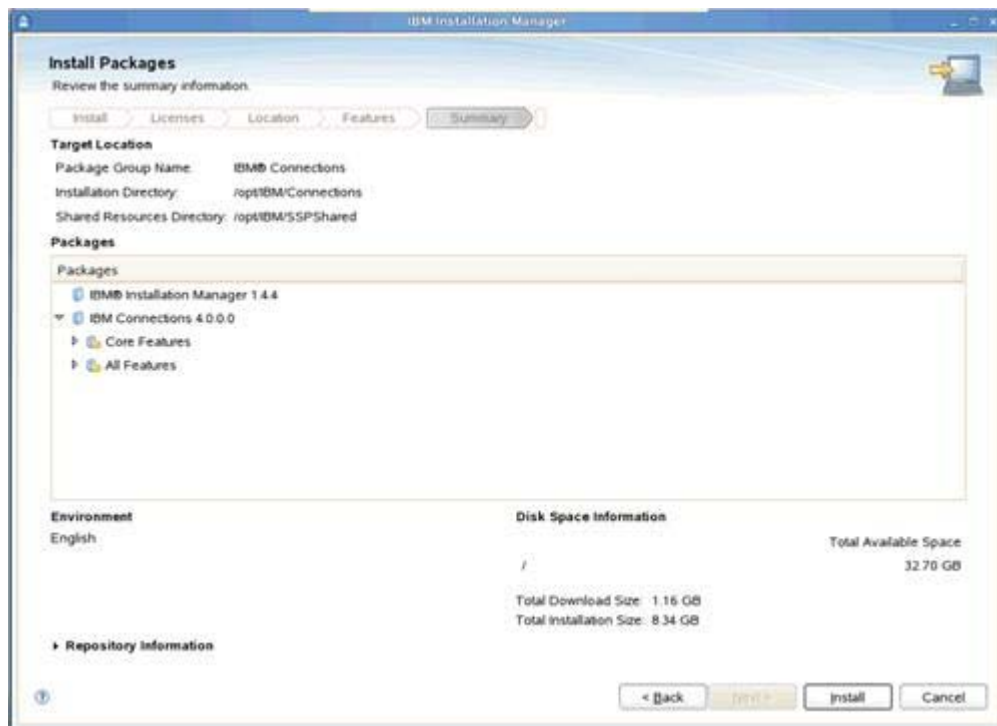 IBM Installation Manager
Install Packages
Review the summary information.
Install Licenses Location Features Summary
Target Location
Package Group Name: IBM® Connections
Installation Directory: /opt/IBM/Connections
Shared Resources Directory: /opt/IBM/SSPShared
Packages
Packages
IBM® Installation Manager 1.4.4
IBM Connections 4.0.0.0
Core Features
All Features
Environment
English
Disk Space Information
Total Available Space
/ 32.70 GB
Total Download Size: 1.16 GB
Total Installation Size: 8.34 GB
Repository Information
? < Back Next > Install Cancel